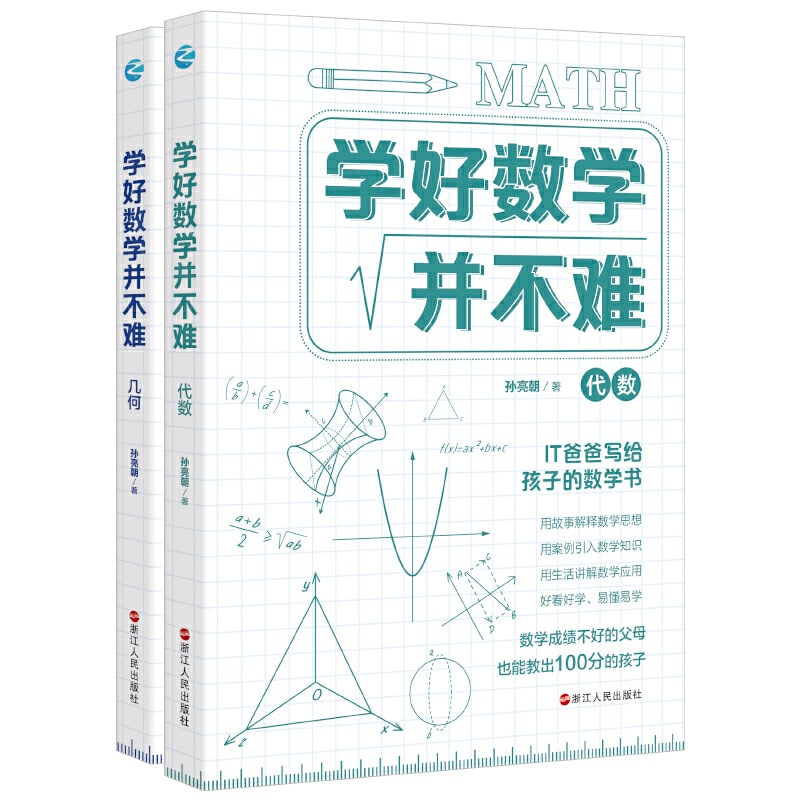 学好数学并不难
几何
孙亮朝/著
浙江人民出版社
学好数学并不难
代数
孙亮朝/著
浙江人民出版社
MATH
学好数学
并不难
孙亮朝/著
代数
(a/b)+(c/d)=
f(x)=ax²+bx+c
IT爸爸写给
孩子的数学书
(a+b)/2≥√ab
用故事解释数学思想
用案例引入数学知识
用生活讲解数学应用
好看好学、易懂易学
A
C
D
B
y
O
z
x
数学成绩不好的父母
也能教出100分的孩子
浙江人民出版社